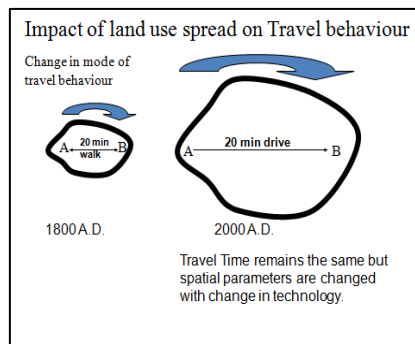 Impact of land use spread on Travel behaviour
Change in mode of
travel behaviour
A 20 min B
walk
A 20 min drive B
1800 A.D.
2000 A.D.
Travel Time remains the same but
spatial parameters are changed
with change in technology.